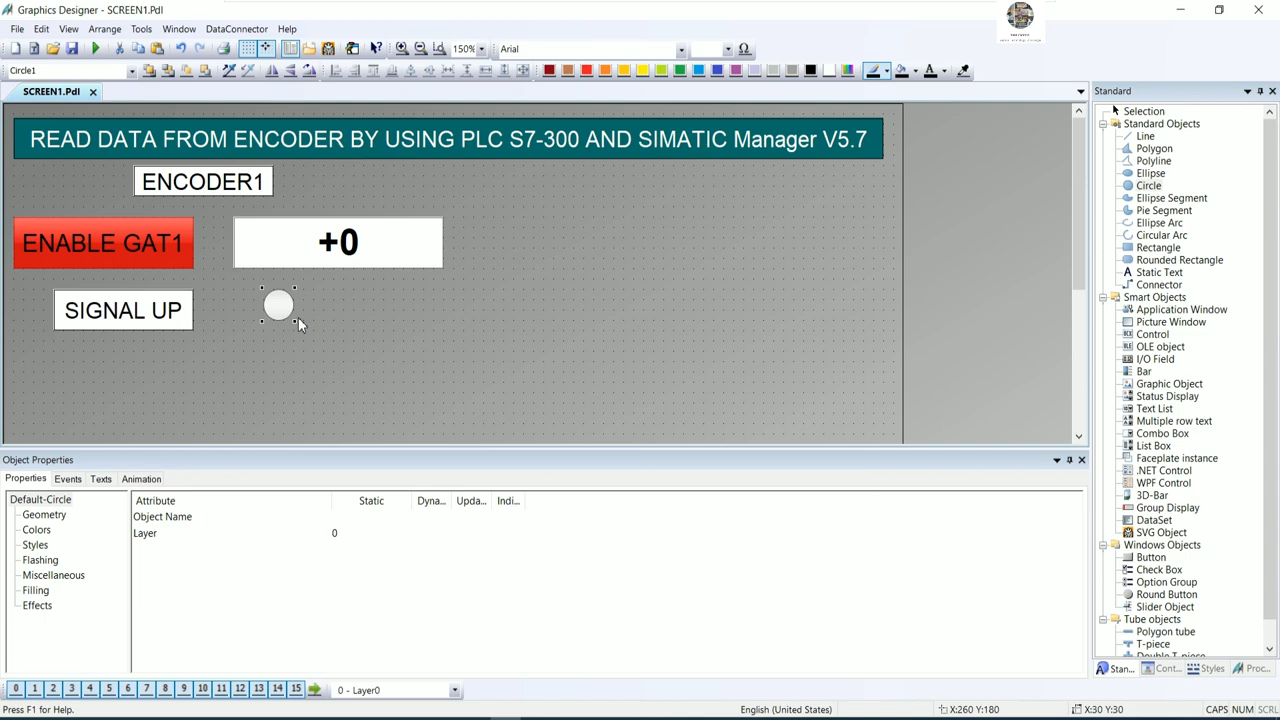 Graphics Designer - SCREEN1.Pdl
File Edit View Arrange Tools Window DataConnector Help
150% Arial
Circle1
SCREEN1.Pdl
READ DATA FROM ENCODER BY USING PLC S7-300 AND SIMATIC Manager V5.7
ENCODER1
ENABLE GAT1
+0
SIGNAL UP
Standard
Selection
Standard Objects
Line
Polygon
Polyline
Ellipse
Circle
Ellipse Segment
Pie Segment
Ellipse Arc
Circular Arc
Rectangle
Rounded Rectangle
Static Text
Connector
Smart Objects
Application Window
Picture Window
Control
OLE object
I/O Field
Bar
Graphic Object
Status Display
Text List
Multiple row text
Combo Box
List Box
Faceplate instance
.NET Control
WPF Control
3D-Bar
Group Display
DataSet
SVG Object
Windows Objects
Button
Check Box
Option Group
Round Button
Slider Object
Tube objects
Polygon tube
T-piece
Double T-piece
Stan... Cont... Styles Proc...
Object Properties
Properties Events Texts Animation
Default-Circle
Geometry
Colors
Styles
Flashing
Miscellaneous
Filling
Effects
Attribute Static Dyna... Upda... Indi...
Object Name
Layer 0
0 1 2 3 4 5 6 7 8 9 10 11 12 13 14 15 0 - Layer0
Press F1 for Help. English (United States) X:260 Y:180 X:30 Y:30 CAPS NUM SCRL